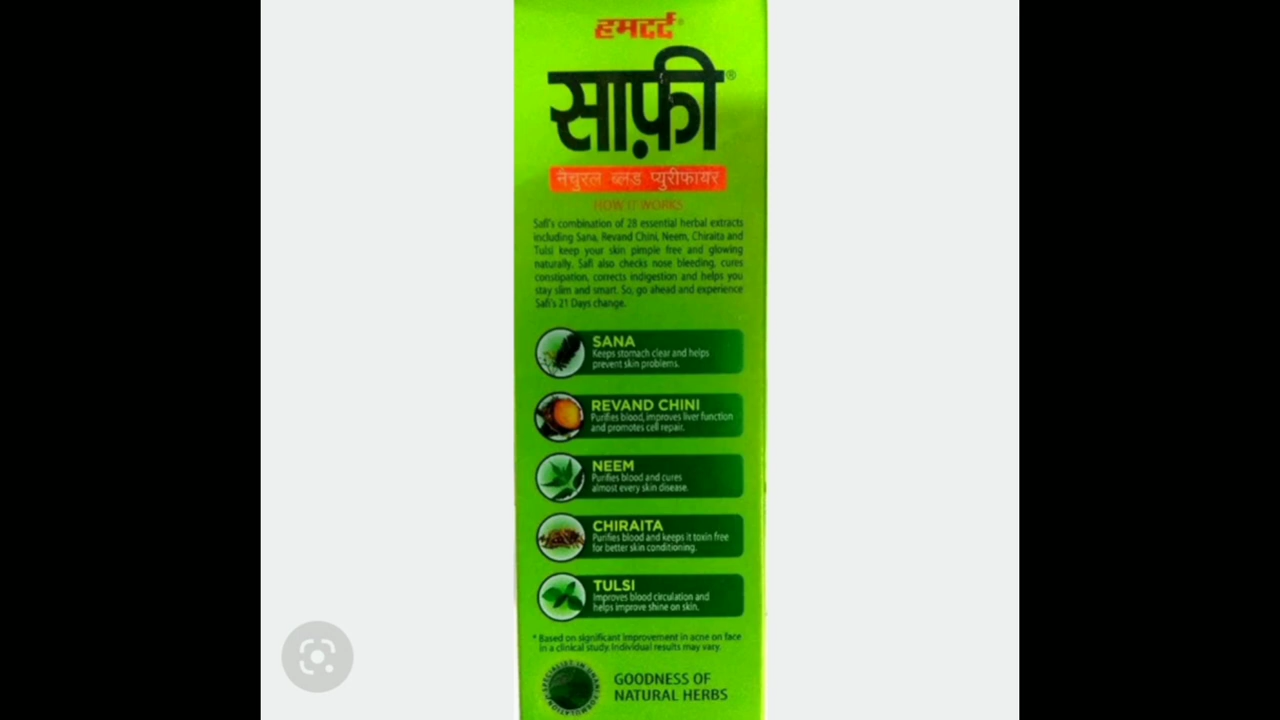 हमदर्द®
साफ़ी®
नैचुरल ब्लड प्युरीफायर
HOW IT WORKS
Safi's combination of 28 essential herbal extracts
including Sana, Revand Chini, Neem, Chiraita and
Tulsi keep your skin pimple free and glowing
naturally. Safi also checks nose bleeding, cures
constipation, corrects indigestion and helps you
stay slim and smart. So, go ahead and experience
Safi's 21 Days change.
SANA
Keeps stomach clear and helps
prevent skin problems.
REVAND CHINI
Purifies blood, improves liver function
and promotes cell repair.
NEEM
Purifies blood and cures
almost every skin disease.
CHIRAITA
Purifies blood and keeps it toxin free
for better skin conditioning.
TULSI
Improves blood circulation and
helps improve shine on skin.
* Based on significant improvement in acne on face
in a clinical study. Individual results may vary.
SPECIALIST IN UNANI FORMULATION
GOODNESS OF
NATURAL HERBS